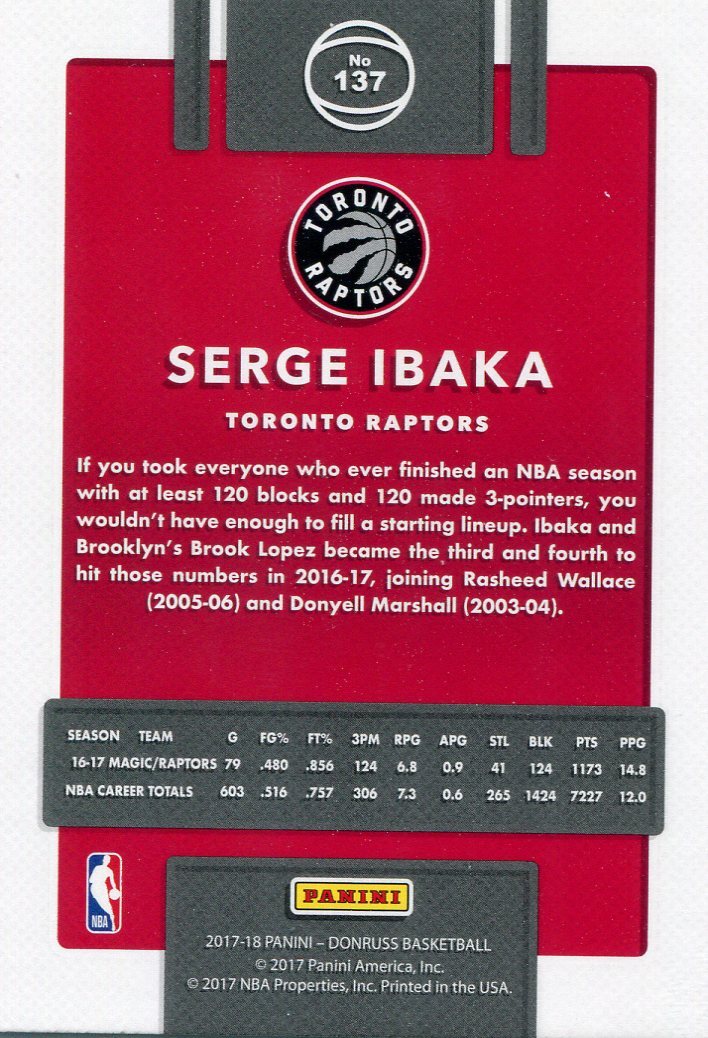 No
137
TORONTO
RAPTORS
SERGE IBAKA
TORONTO RAPTORS
If you took everyone who ever finished an NBA season
with at least 120 blocks and 120 made 3-pointers, you
wouldn't have enough to fill a starting lineup. Ibaka and
Brooklyn's Brook Lopez became the third and fourth to
hit those numbers in 2016-17, joining Rasheed Wallace
(2005-06) and Donyell Marshall (2003-04).
SEASON TEAM G FG% FT% 3PM RPG APG STL BLK PTS PPG
16-17 MAGIC/RAPTORS 79 .480 .856 124 6.8 0.9 41 124 1173 14.8
NBA CAREER TOTALS 603 .516 .757 306 7.3 0.6 265 1424 7227 12.0
NBA
PANINI
2017-18 PANINI – DONRUSS BASKETBALL
© 2017 Panini America, Inc.
© 2017 NBA Properties, Inc. Printed in the USA.